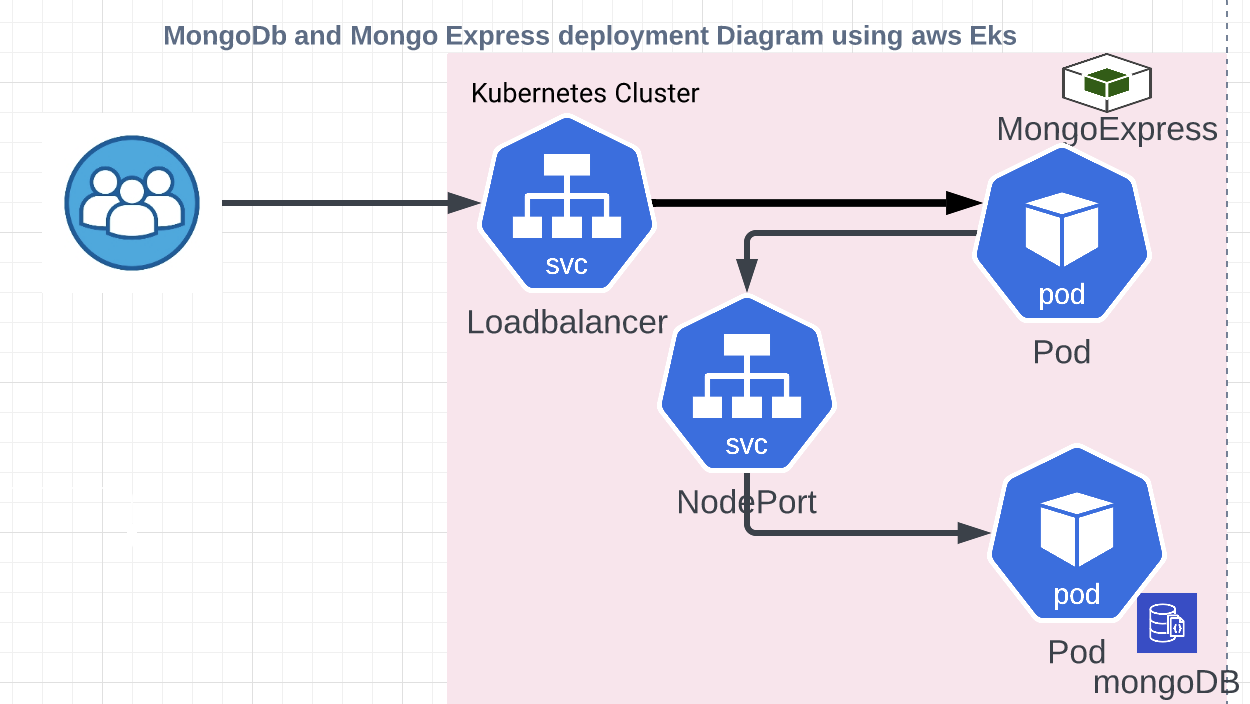 MongoDb and Mongo Express deployment Diagram using aws Eks
Kubernetes Cluster
MongoExpress
svc
pod
Loadbalancer
Pod
svc
NodePort
pod
Pod
mongoDB